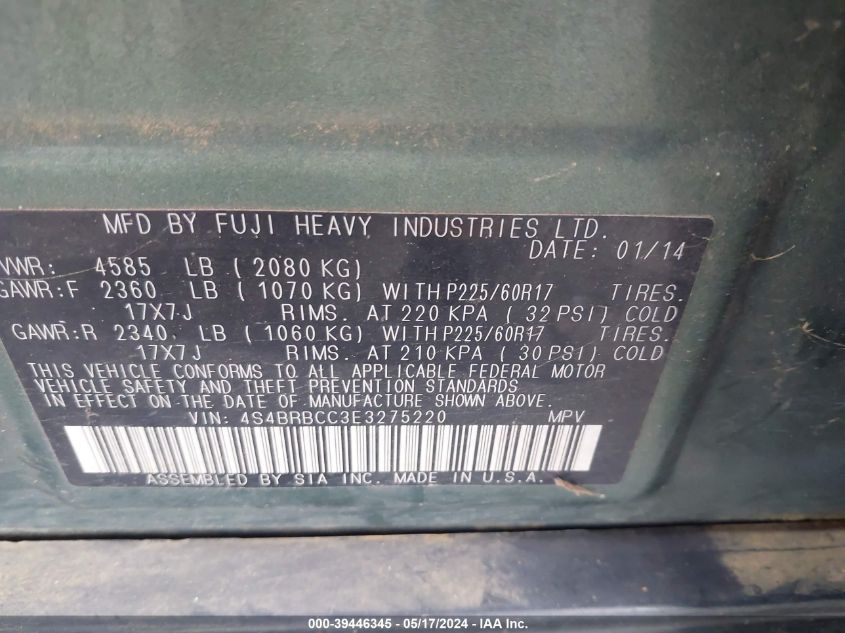 MFD BY FUJI HEAVY INDUSTRIES LTD.
DATE: 01/14
VWR: 4585 LB ( 2080 KG)
GAWR:F 2360 LB ( 1070 KG) WITH P225/60R17 TIRES.
17X7J RIMS. AT 220 KPA ( 32 PSI) COLD
GAWR:R 2340 LB ( 1060 KG) WITH P225/60R17 TIRES.
17X7J RIMS. AT 210 KPA ( 30 PSI) COLD
THIS VEHICLE CONFORMS TO ALL APPLICABLE FEDERAL MOTOR
VEHICLE SAFETY AND THEFT PREVENTION STANDARDS
IN EFFECT ON THE DATE OF MANUFACTURE SHOWN ABOVE.
VIN: 4S4BRBCC3E3275220 MPV
ASSEMBLED BY SIA INC. MADE IN U.S.A.
000-39446345 - 05/17/2024 - IAA Inc.